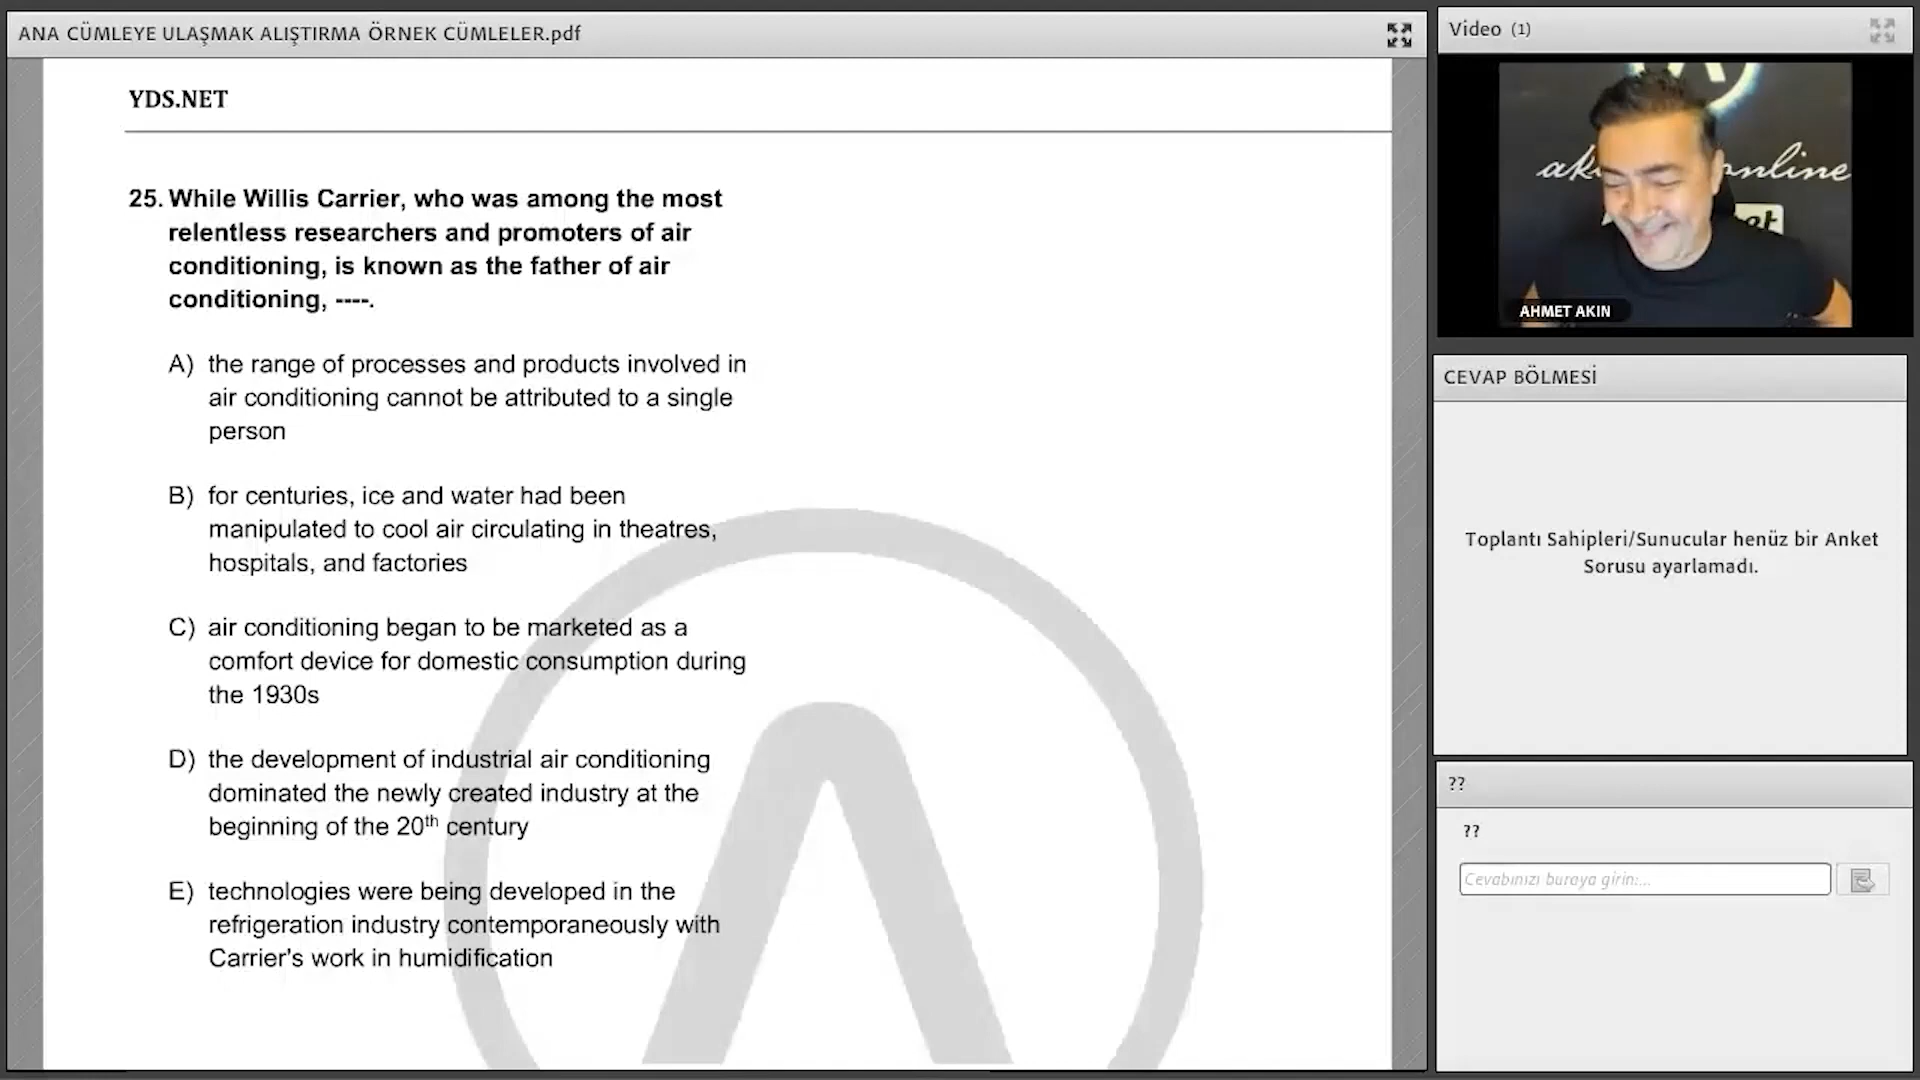 ANA CÜMLEYE ULAŞMAK ALIŞTIRMA ÖRNEK CÜMLELER.pdf
YDS.NET
25. While Willis Carrier, who was among the most
relentless researchers and promoters of air
conditioning, is known as the father of air
conditioning, ----.
A) the range of processes and products involved in
air conditioning cannot be attributed to a single
person
B) for centuries, ice and water had been
manipulated to cool air circulating in theatres,
hospitals, and factories
C) air conditioning began to be marketed as a
comfort device for domestic consumption during
the 1930s
D) the development of industrial air conditioning
dominated the newly created industry at the
beginning of the 20th century
E) technologies were being developed in the
refrigeration industry contemporaneously with
Carrier's work in humidification
Video (1)
AHMET AKIN
CEVAP BÖLMESİ
Toplantı Sahipleri/Sunucular henüz bir Anket
Sorusu ayarlamadı.
??
??
Cevabınızı buraya girin:...